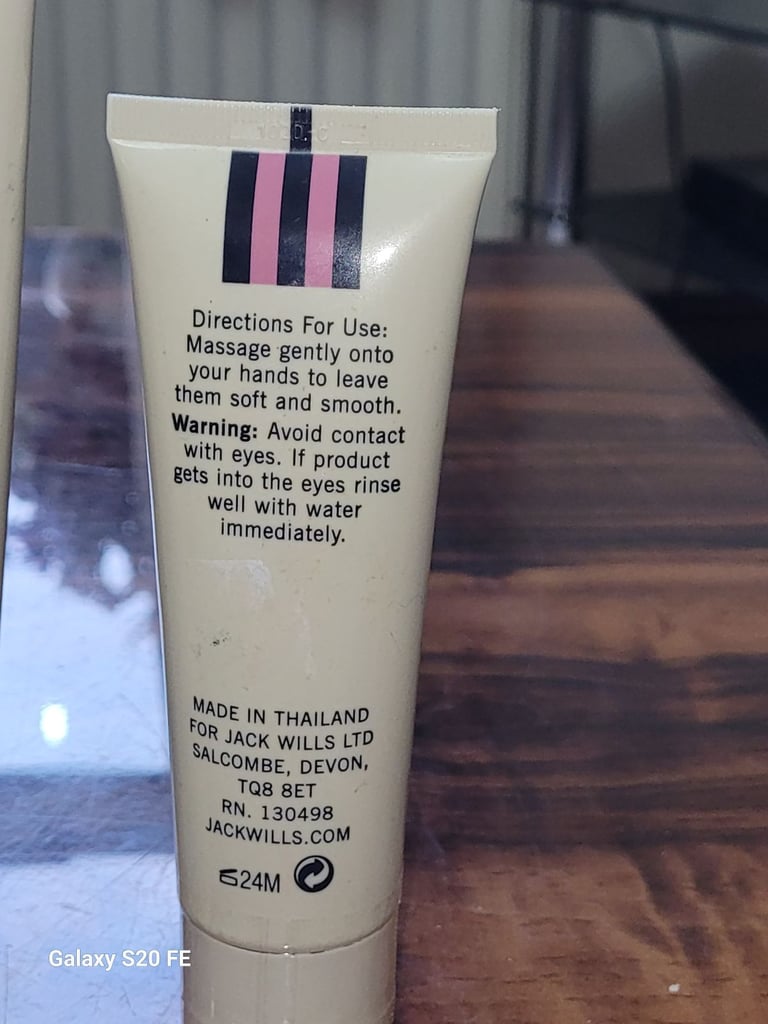 Directions For Use:
Massage gently onto
your hands to leave
them soft and smooth.
Warning: Avoid contact
with eyes. If product
gets into the eyes rinse
well with water
immediately.
MADE IN THAILAND
FOR JACK WILLS LTD
SALCOMBE, DEVON,
TQ8 8ET
RN. 130498
JACKWILLS.COM
24M
Galaxy S20 FE